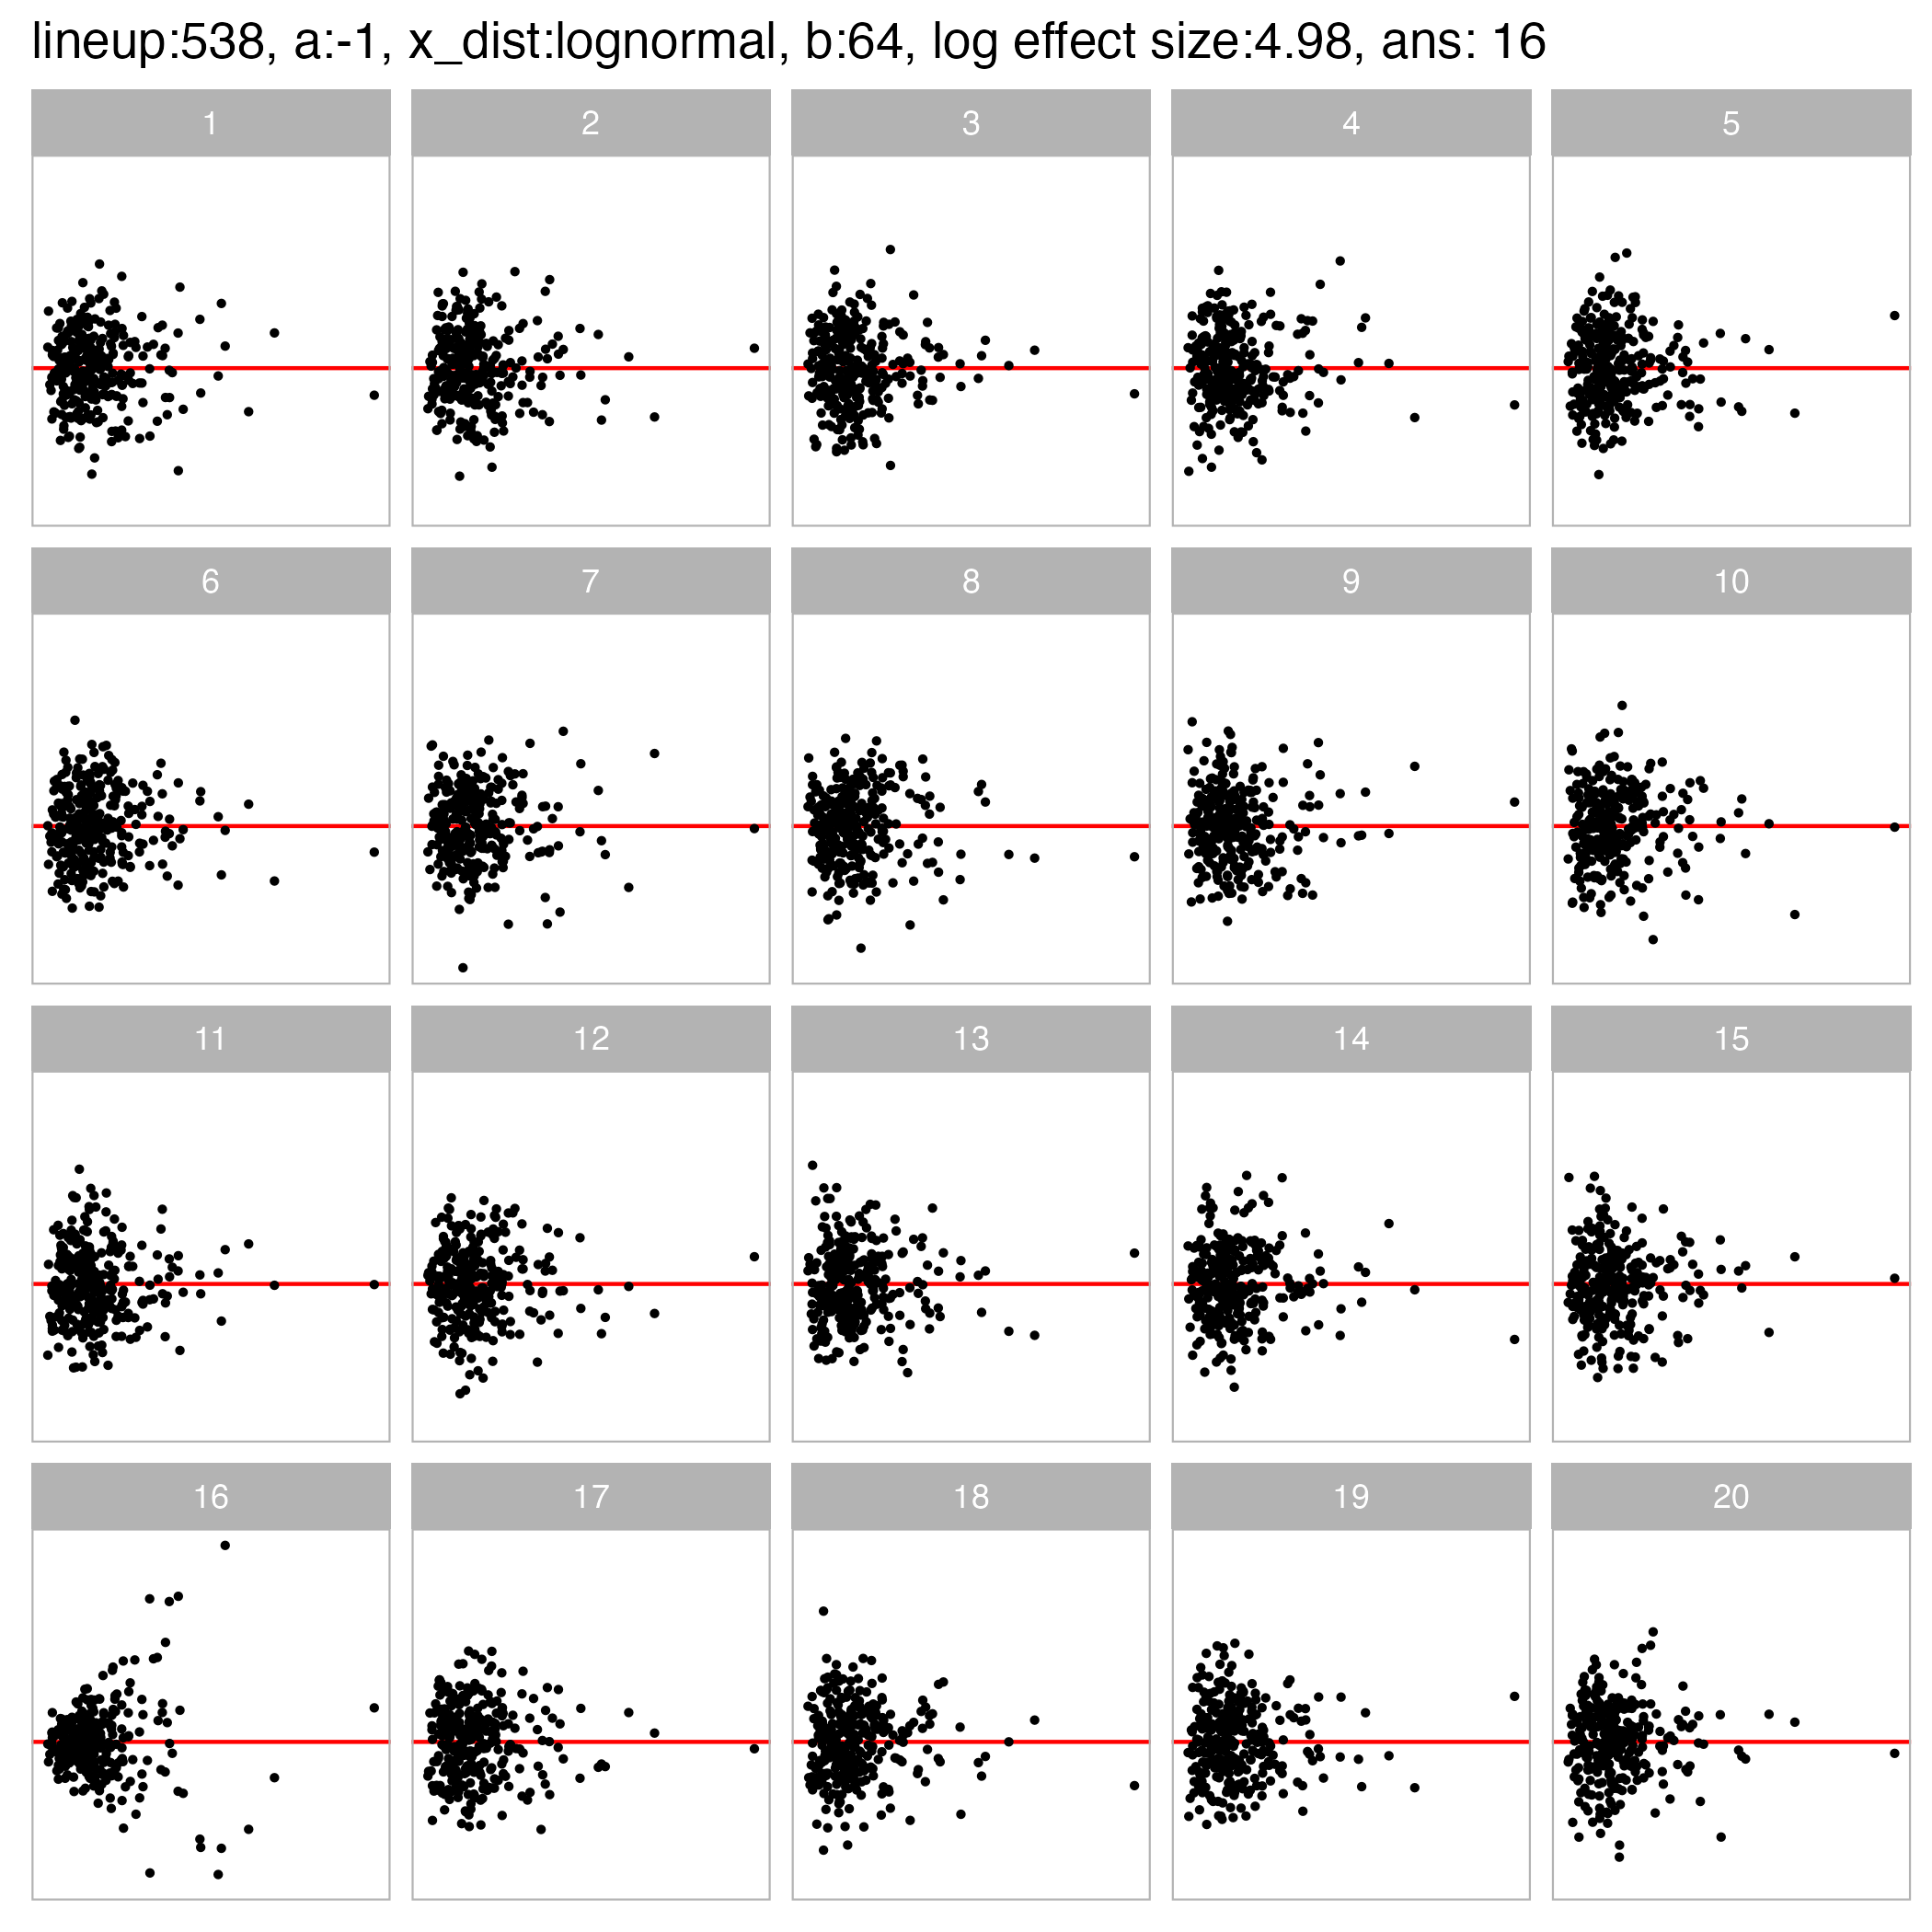 lineup:538, a:-1, x_dist:lognormal, b:64, log effect size:4.98, ans: 16
1 2 3 4 5
6 7 8 9 10
11 12 13 14 15
16 17 18 19 20